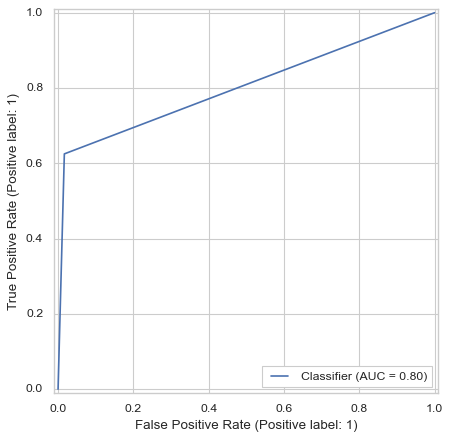 1.0
0.8
0.6
0.4
0.2
0.0
True Positive Rate (Positive label: 1)
Classifier (AUC = 0.80)
0.0 0.2 0.4 0.6 0.8 1.0
False Positive Rate (Positive label: 1)